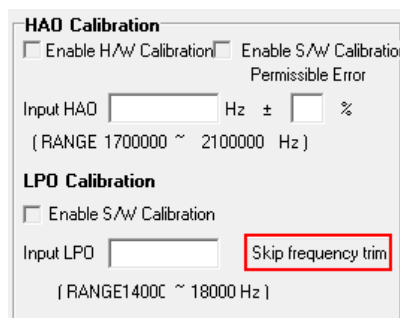 HAO Calibration
Enable H/W Calibration Enable S/W Calibratio
Permissible Error
Input HAO Hz ± %
( RANGE 1700000 ~ 2100000 Hz )
LPO Calibration
Enable S/W Calibration
Input LPO Skip frequency trim
( RANGE1400C ~ 18000 Hz )